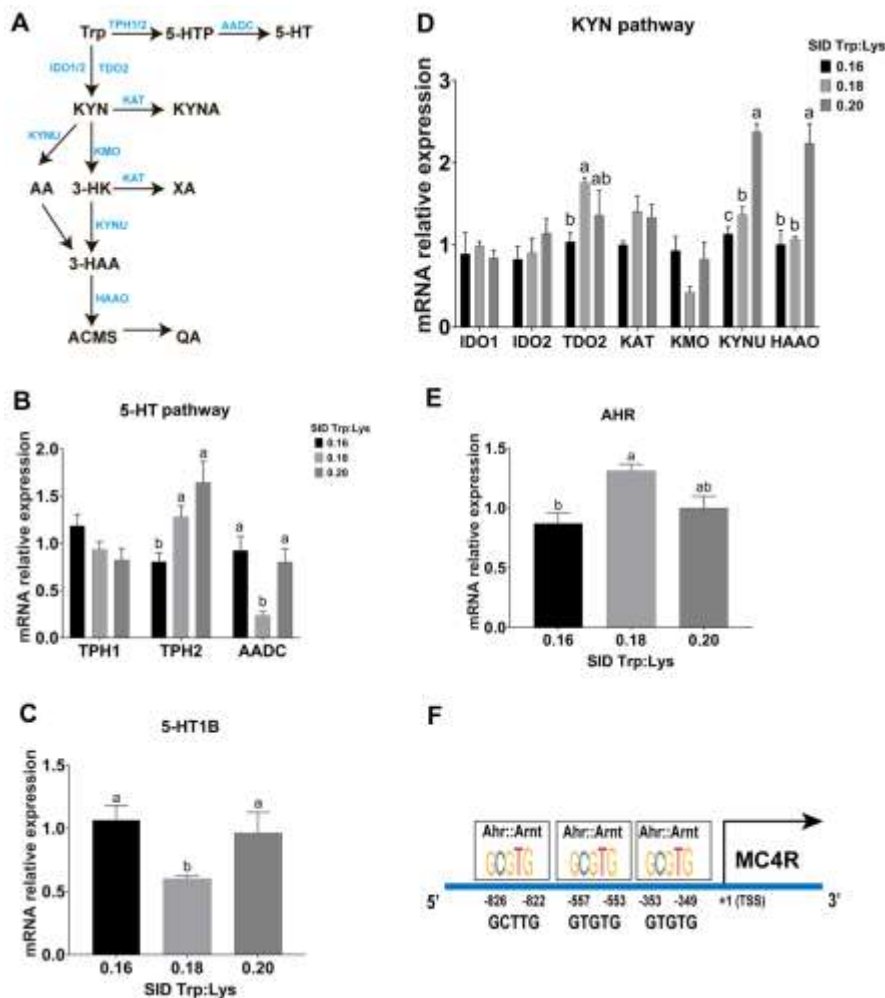 A
Trp TPH1/2 5-HTP AADC 5-HT
IDO1/2 TDO2
KYN KAT KYNA
KYNU KMO
AA 3-HK KAT XA
KYNU
3-HAA
HAAO
ACMS QA
B
5-HT pathway
SID Trp:Lys
0.16
0.18
0.20
mRNA relative expression
2.0
1.5
1.0
0.5
0.0
b a a a b a
TPH1 TPH2 AADC
C
5-HT1B
mRNA relative expression
1.5
1.0
0.5
0.0
a b a
0.16 0.18 0.20
SID Trp:Lys
D
KYN pathway
SID Trp:Lys
0.16
0.18
0.20
mRNA relative expression
3
2
1
0
b a ab c b a b b a
IDO1 IDO2 TDO2 KAT KMO KYNU HAAO
E
AHR
mRNA relative expression
1.5
1.0
0.5
0.0
b a ab
0.16 0.18 0.20
SID Trp:Lys
F
Ahr::Arnt Ahr::Arnt Ahr::Arnt
GCGTG GCGTG GCGTG MC4R
5' -826 -822 -557 -553 -353 -349 +1 (TSS) 3'
GCTTG GTGTG GTGTG